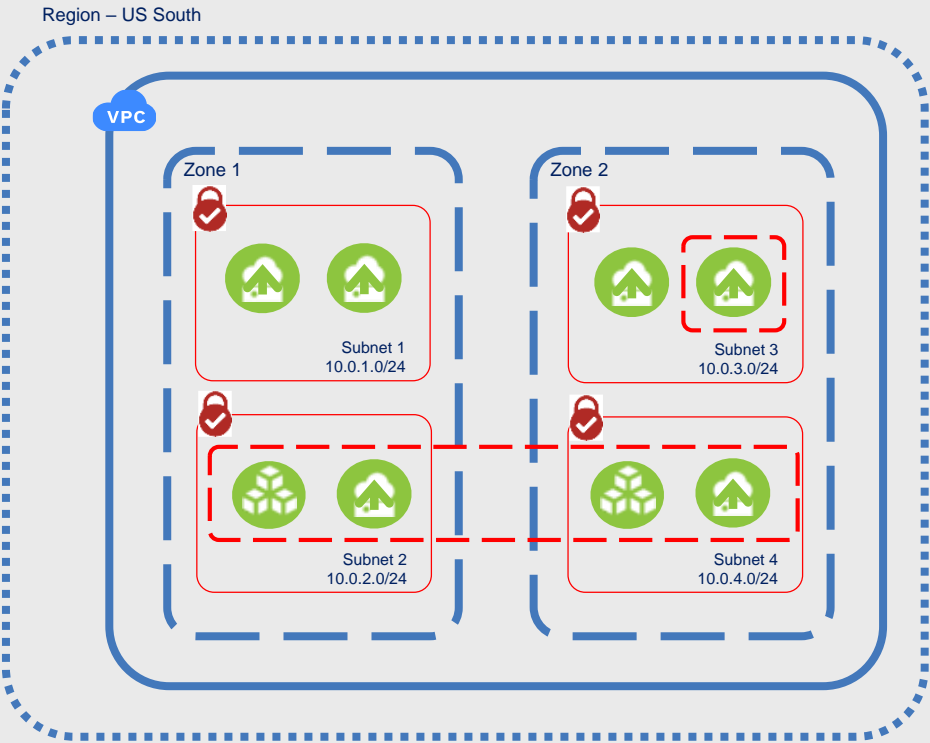 Region – US South
VPC
Zone 1
Zone 2
Subnet 1
10.0.1.0/24
Subnet 3
10.0.3.0/24
Subnet 2
10.0.2.0/24
Subnet 4
10.0.4.0/24